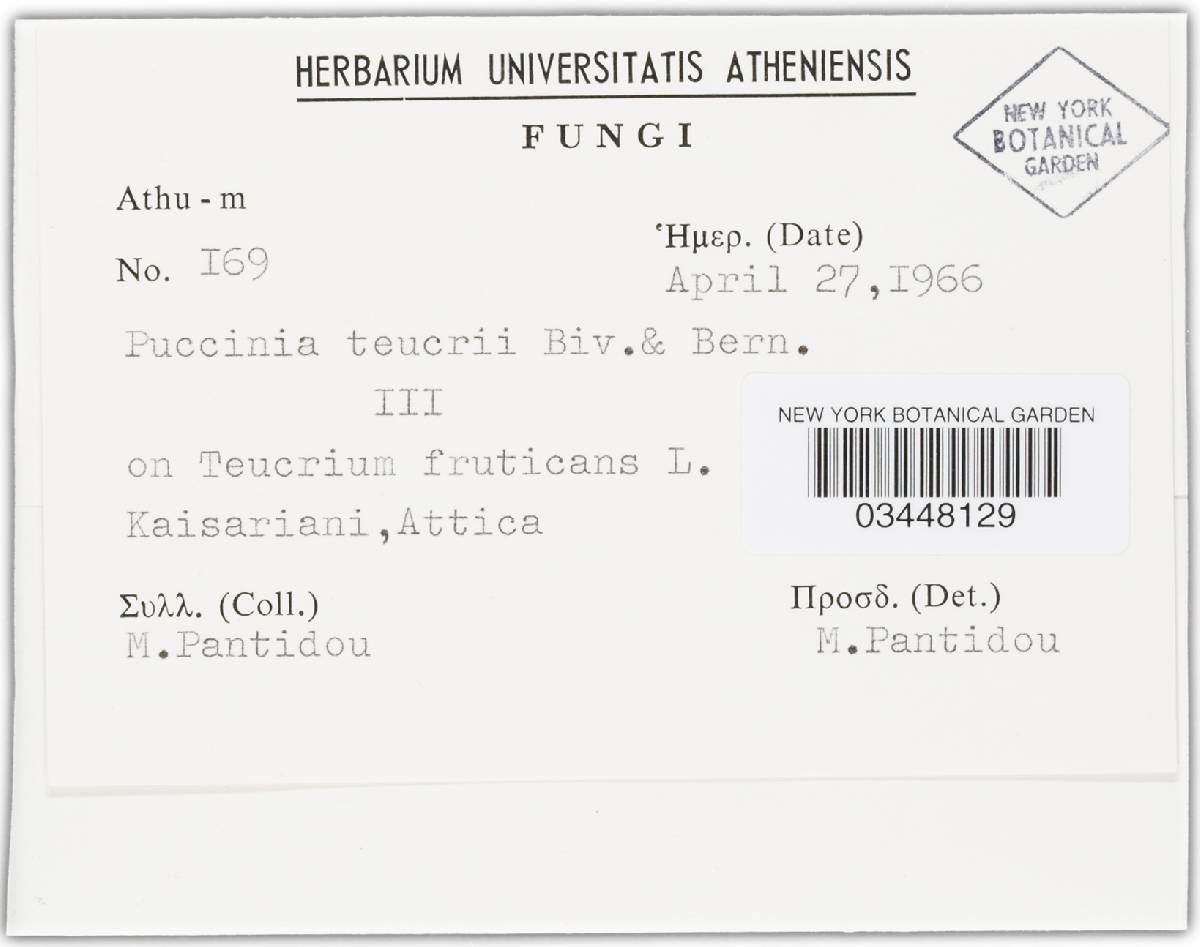 HERBARIUM UNIVERSITATIS ATHENIENSIS
FUNGI
NEW YORK
BOTANICAL
GARDEN
Athu - m
No. I69
Ἡμερ. (Date)
April 27,I966
Puccinia teucrii Biv.& Bern.
III
on Teucrium fruticans L.
Kaisariani,Attica
NEW YORK BOTANICAL GARDEN
03448129
Συλλ. (Coll.)
M.Pantidou
Προσδ. (Det.)
M.Pantidou